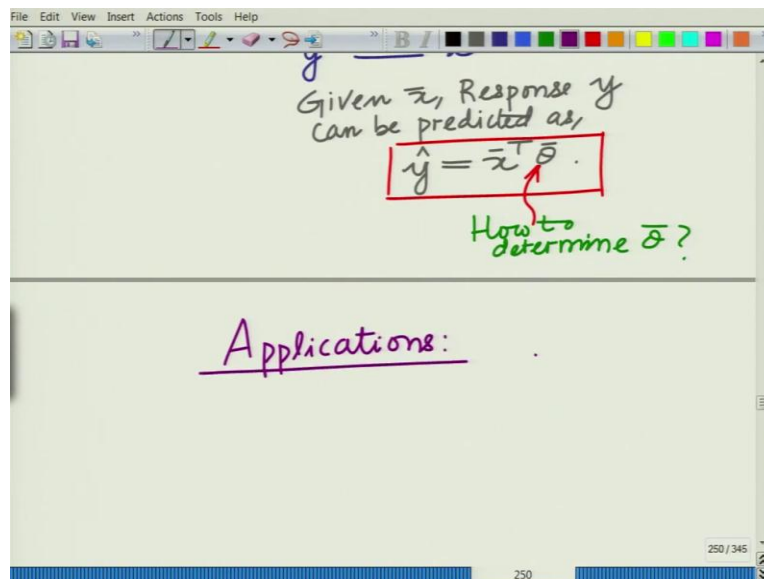 File Edit View Insert Actions Tools Help
B I
y x
Given x̄, Response y
can be predicted as,
ŷ = x̄ᵀ θ̄ .
How to
determine θ̄ ?
Applications:
250 / 345
250